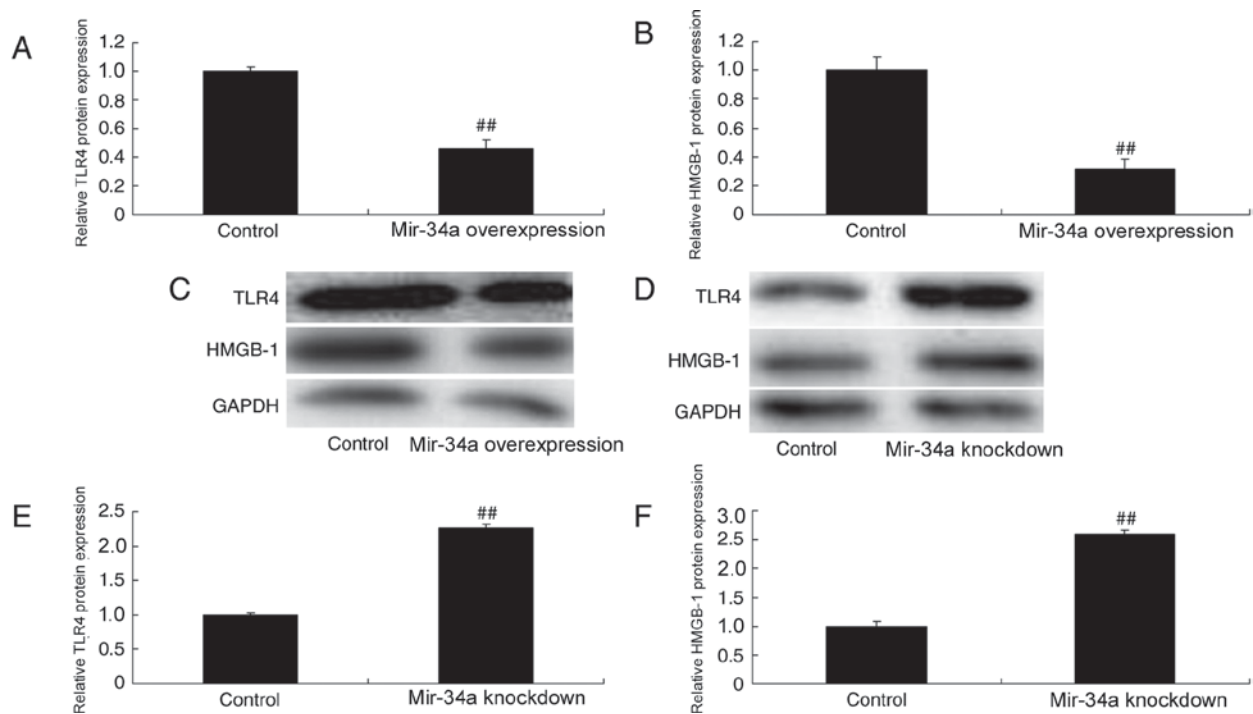 A
Relative TLR4 protein expression
1.2
1.0
0.8
0.6
0.4
0.2
0
##
Control
Mir-34a overexpression
B
Relative HMGB-1 protein expression
1.2
1.0
0.8
0.6
0.4
0.2
0
##
Control
Mir-34a overexpression
C
TLR4
HMGB-1
GAPDH
Control
Mir-34a overexpression
D
TLR4
HMGB-1
GAPDH
Control
Mir-34a knockdown
E
Relative TLR4 protein expression
2.5
2.0
1.5
1.0
0.5
0
##
Control
Mir-34a knockdown
F
Relative HMGB-1 protein expression
3.0
2.5
2.0
1.5
1.0
0.5
0
##
Control
Mir-34a knockdown